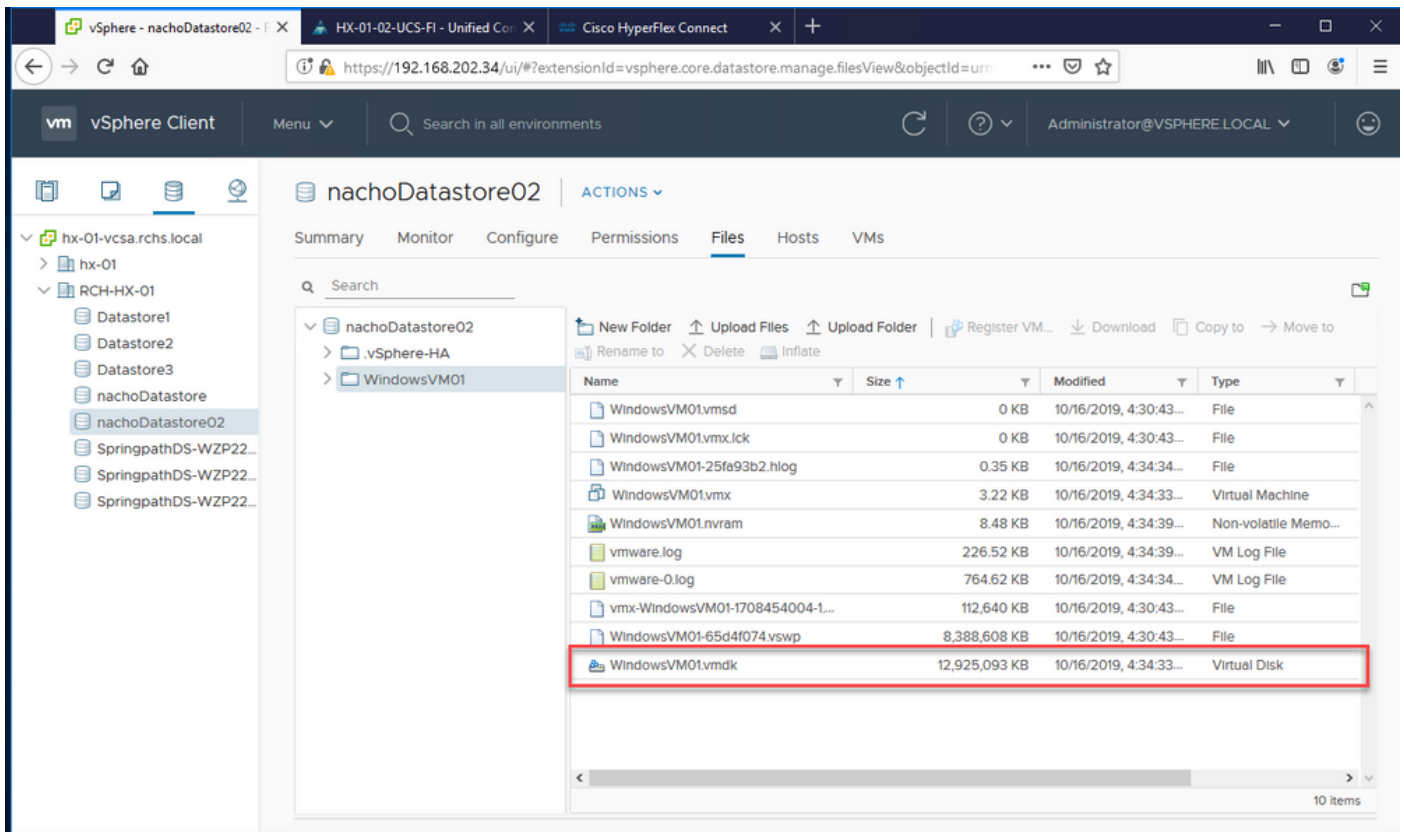 vSphere - nachoDatastore02 - F
HX-01-02-UCS-FI - Unified Con
Cisco HyperFlex Connect
https://192.168.202.34/ui/#?extensionId=vsphere.core.datastore.manage.filesView&objectId=urn
vm vSphere Client Menu Search in all environments Administrator@VSPHERE.LOCAL
nachoDatastore02 ACTIONS
Summary Monitor Configure Permissions Files Hosts VMs
hx-01-vcsa.rchs.local
hx-01
RCH-HX-01
Datastore1
Datastore2
Datastore3
nachoDatastore
nachoDatastore02
SpringpathDS-WZP22...
SpringpathDS-WZP22...
SpringpathDS-WZP22...
Search
nachoDatastore02
.vSphere-HA
WindowsVM01
New Folder Upload Files Upload Folder Register VM... Download Copy to Move to
Rename to Delete Inflate
Name Size Modified Type
WindowsVM01.vmsd 0 KB 10/16/2019, 4:30:43... File
WindowsVM01.vmx.lck 0 KB 10/16/2019, 4:30:43... File
WindowsVM01-25fa93b2.hlog 0.35 KB 10/16/2019, 4:34:34... File
WindowsVM01.vmx 3.22 KB 10/16/2019, 4:34:33... Virtual Machine
WindowsVM01.nvram 8.48 KB 10/16/2019, 4:34:39... Non-volatile Memo...
vmware.log 226.52 KB 10/16/2019, 4:34:39... VM Log File
vmware-0.log 764.62 KB 10/16/2019, 4:34:34... VM Log File
vmx-WindowsVM01-1708454004-1.... 112,640 KB 10/16/2019, 4:30:43... File
WindowsVM01-65d4f074.vswp 8,388,608 KB 10/16/2019, 4:30:43... File
WindowsVM01.vmdk 12,925,093 KB 10/16/2019, 4:34:33... Virtual Disk
10 items